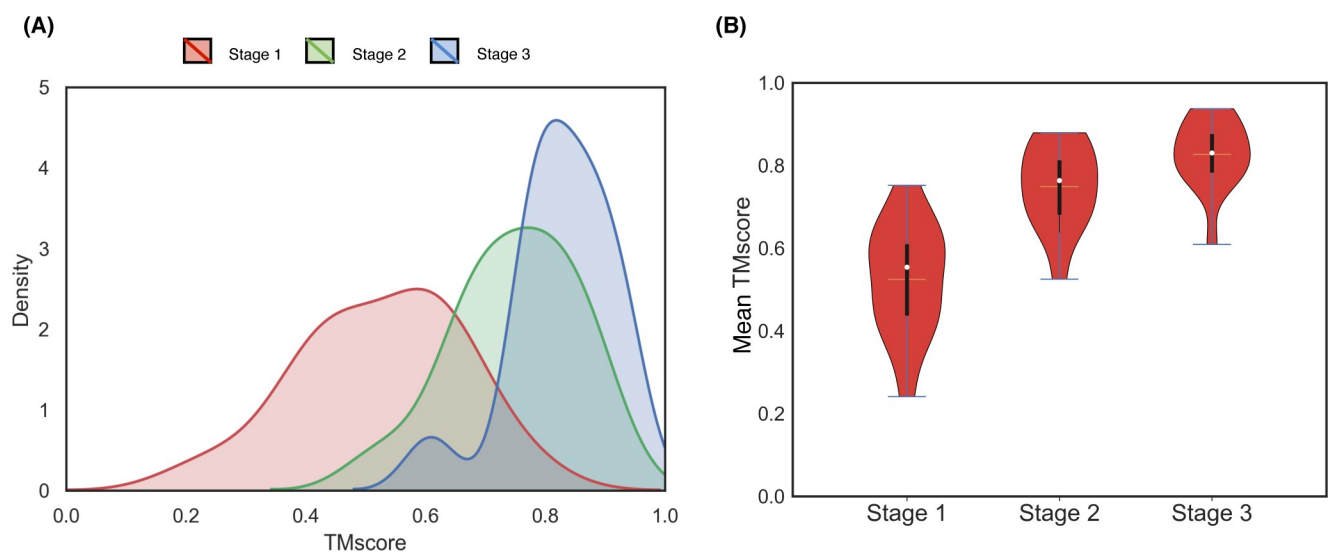 (A)
Stage 1 Stage 2 Stage 3
5
4
3
2
1
0
Density
0.0 0.2 0.4 0.6 0.8 1.0
TMscore
(B)
1.0
0.8
0.6
0.4
0.2
0.0
Mean TMscore
Stage 1 Stage 2 Stage 3